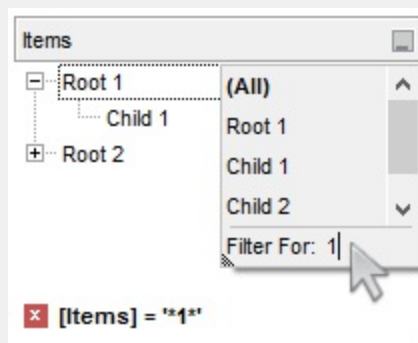 Items
Root 1
Child 1
Root 2
(All)
Root 1
Child 1
Child 2
Filter For: 1
[Items] = '*1*'